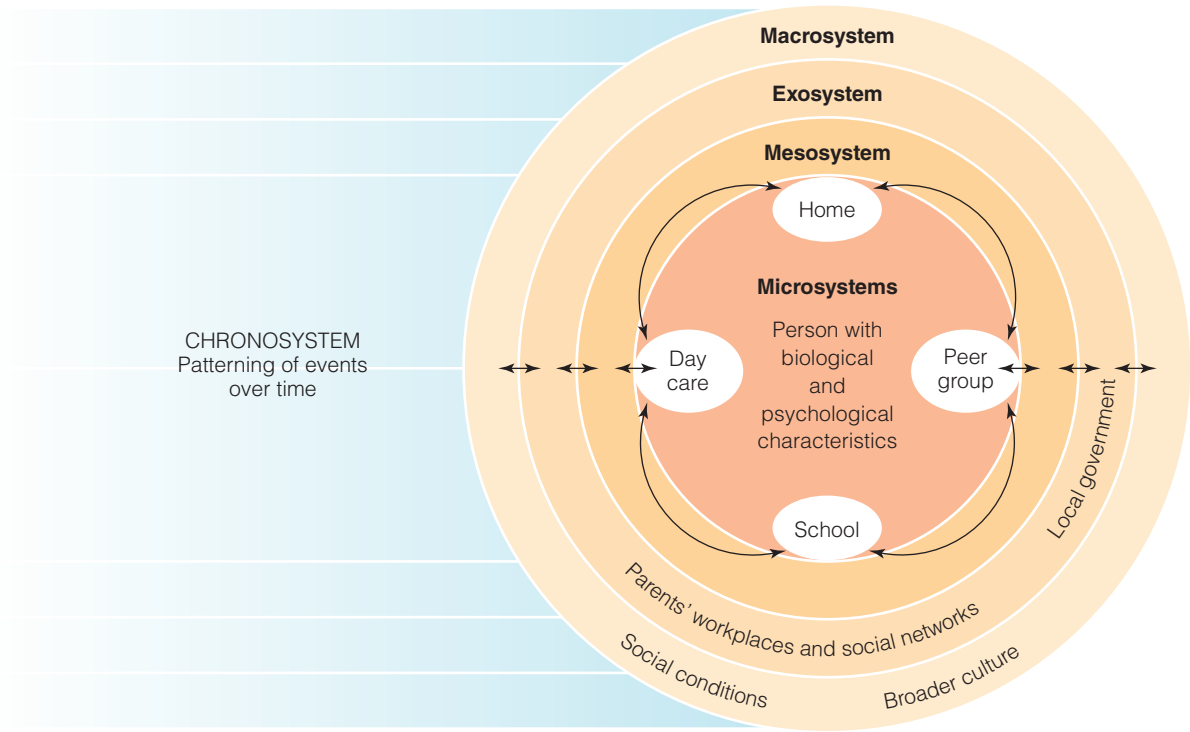 Macrosystem
Exosystem
Mesosystem
Home
Microsystems
Person with
biological
and
psychological
characteristics
CHRONOSYSTEM
Patterning of events
over time
Day
care
Peer
group
School
Local government
Parents’ workplaces and social networks
Social conditions
Broader culture